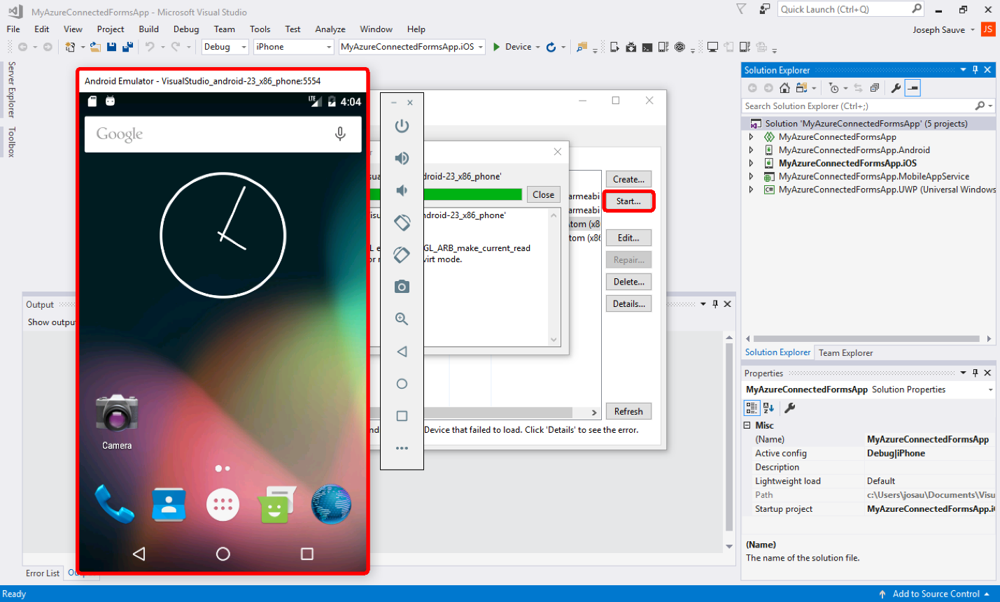 MyAzureConnectedFormsApp - Microsoft Visual Studio
Quick Launch (Ctrl+Q)
File Edit View Project Build Debug Team Tools Test Analyze Window Help
Joseph Sauve
JS
Debug
iPhone
MyAzureConnectedFormsApp.iOS
Device
Server Explorer
Toolbox
Android Emulator - VisualStudio_android-23_x86_phone:5554
LTE
4:04
Google
Camera
ndroid-23_x86_phone'
Close
ndroid-23_x86_phone'
GL_ARB_make_current_read
virt mode.
armeabi
armeabi
Atom (x8
tom (x86
Create...
Start...
Edit...
Repair...
Delete...
Details...
Refresh
Device that failed to load. Click 'Details' to see the error.
Output
Show outpu
Error List
Solution Explorer
Search Solution Explorer (Ctrl+;)
Solution 'MyAzureConnectedFormsApp' (5 projects)
MyAzureConnectedFormsApp
MyAzureConnectedFormsApp.Android
MyAzureConnectedFormsApp.iOS
MyAzureConnectedFormsApp.MobileAppService
C# MyAzureConnectedFormsApp.UWP (Universal Windows
Solution Explorer Team Explorer
Properties
MyAzureConnectedFormsApp Solution Properties
Misc
(Name) MyAzureConnectedFormsApp
Active config Debug|iPhone
Description
Lightweight load Default
Path c:\Users\josau\Documents\Visu
Startup project MyAzureConnectedFormsApp.i
(Name)
The name of the solution file.
Ready
Add to Source Control